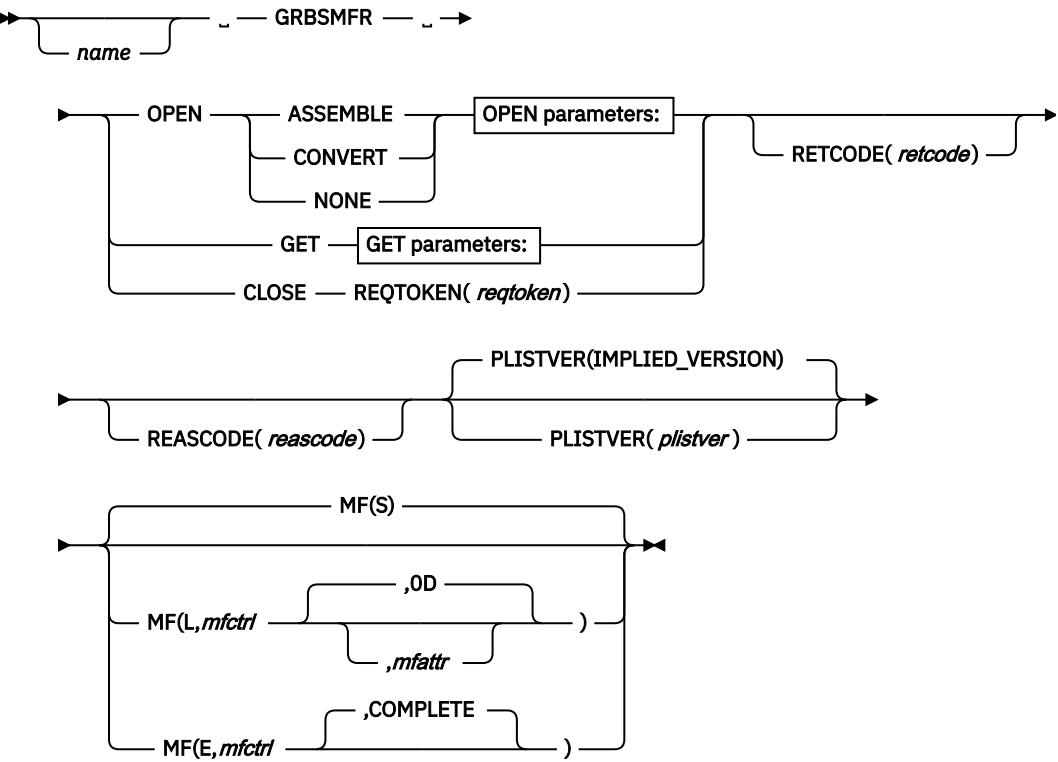 ␣ GRBSMFR ␣
name
OPEN ASSEMBLE OPEN parameters:
CONVERT RETCODE( retcode)
NONE
GET GET parameters:
CLOSE REQTOKEN( reqtoken)
PLISTVER(IMPLIED_VERSION)
REASCODE( reascode) PLISTVER( plistver )
MF(S)
,0D
MF(L,mfctrl )
,mfattr
,COMPLETE
MF(E,mfctrl )